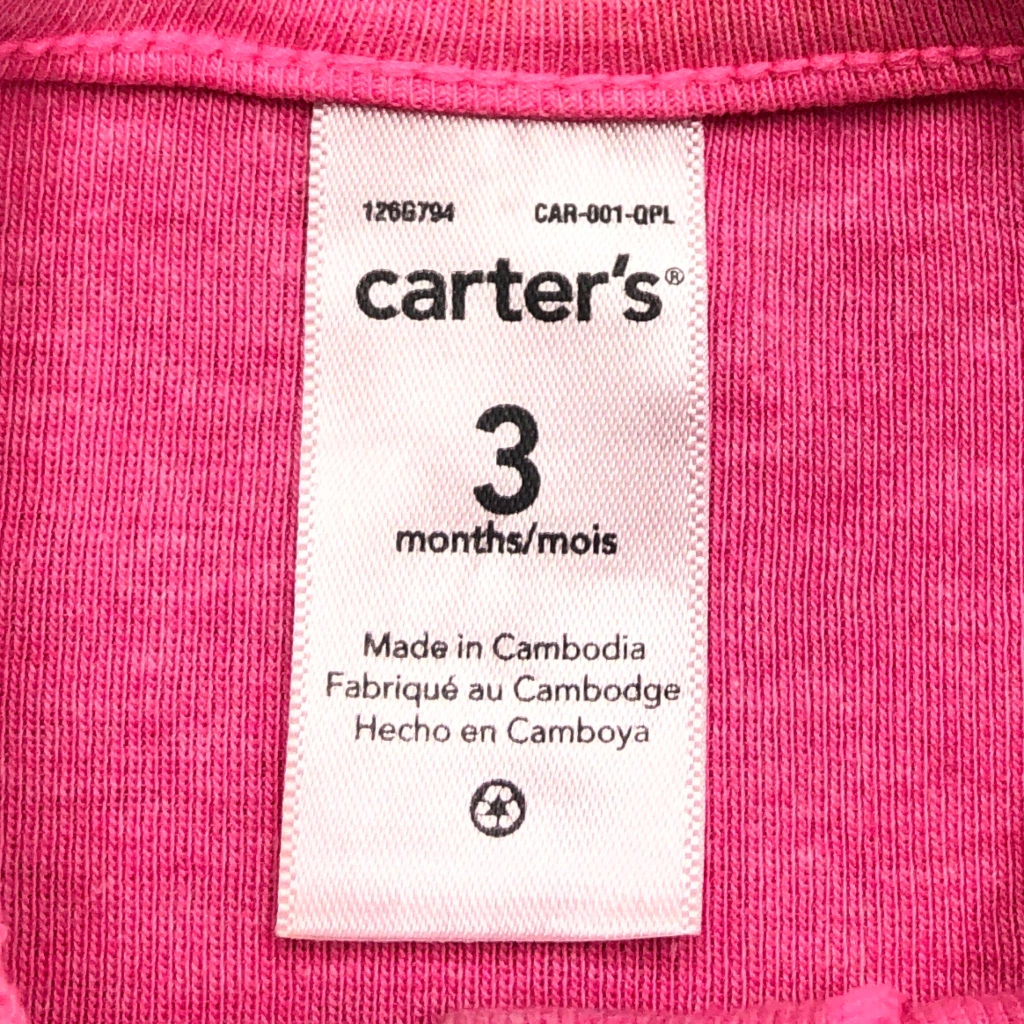 126G794 CAR-001-QPL
carter's®
3
months/mois
Made in Cambodia
Fabriqué au Cambodge
Hecho en Camboya